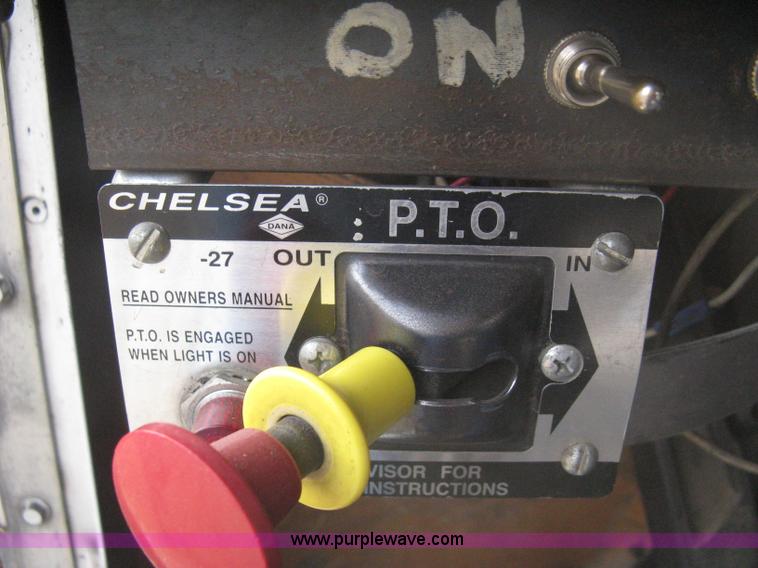 ON
CHELSEA®
DANA
: P.T.O.
-27 OUT IN
READ OWNERS MANUAL
P.T.O. IS ENGAGED
WHEN LIGHT IS ON
VISOR FOR
INSTRUCTIONS
www.purplewave.com